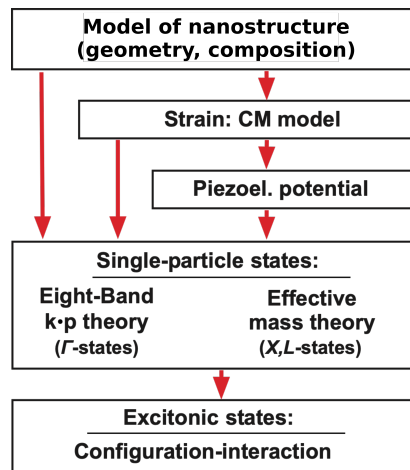 Model of nanostructure
(geometry, composition)
Strain: CM model
Piezoel. potential
Single-particle states:
Eight-Band
k·p theory
(Γ-states)
Effective
mass theory
(X,L-states)
Excitonic states:
Configuration-interaction